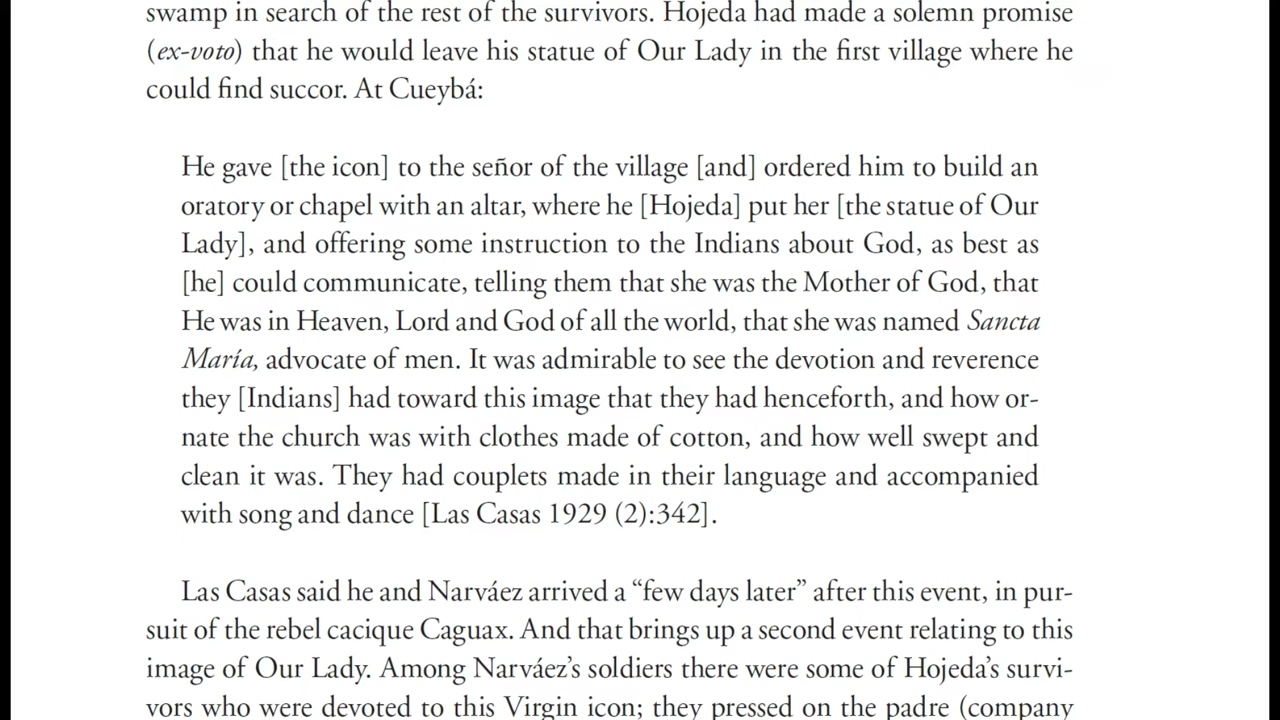 swamp in search of the rest of the survivors. Hojeda had made a solemn promise
(ex-voto) that he would leave his statue of Our Lady in the first village where he
could find succor. At Cueybá:
He gave [the icon] to the señor of the village [and] ordered him to build an
oratory or chapel with an altar, where he [Hojeda] put her [the statue of Our
Lady], and offering some instruction to the Indians about God, as best as
[he] could communicate, telling them that she was the Mother of God, that
He was in Heaven, Lord and God of all the world, that she was named Sancta
María, advocate of men. It was admirable to see the devotion and reverence
they [Indians] had toward this image that they had henceforth, and how or-
nate the church was with clothes made of cotton, and how well swept and
clean it was. They had couplets made in their language and accompanied
with song and dance [Las Casas 1929 (2):342].
Las Casas said he and Narváez arrived a “few days later” after this event, in pur-
suit of the rebel cacique Caguax. And that brings up a second event relating to this
image of Our Lady. Among Narváez’s soldiers there were some of Hojeda’s survi-
vors who were devoted to this Virgin icon; they pressed on the padre (company